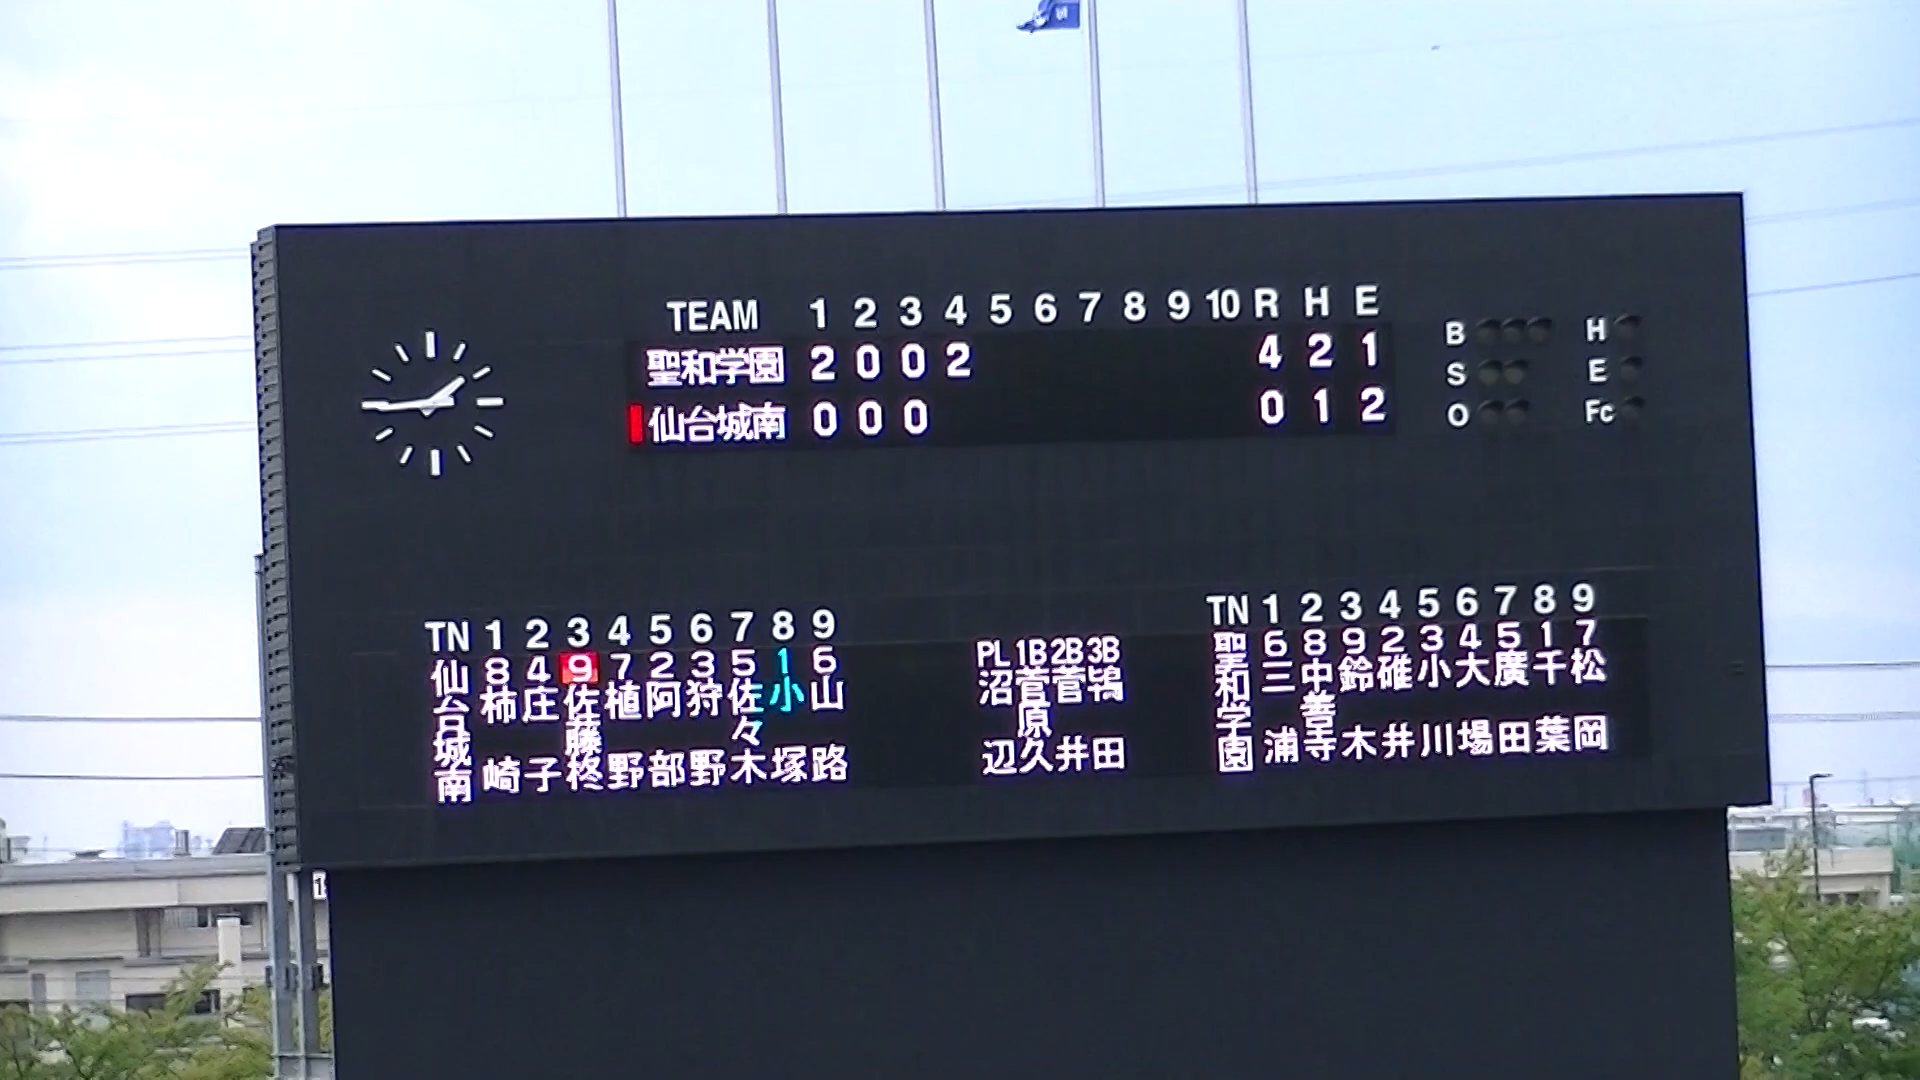 TEAM 1 2 3 4 5 6 7 8 9 10 R H E
聖和学園 2 0 0 2 4 2 1
仙台城南 0 0 0 0 1 2
B H
S E
O Fc
TN 1 2 3 4 5 6 7 8 9
仙台城南
8 4 9 7 2 3 5 1 6
柿崎
庄子
佐藤柊
植野
阿部
狩野
佐々木
小塚
山路
PL 1B 2B 3B
沼辺
菅原久
菅井
鴇田
TN 1 2 3 4 5 6 7 8 9
聖和学園
6 8 9 2 3 4 5 1 7
三浦
中善寺
鈴木
碓井
小川
大場
廣田
千葉
松岡